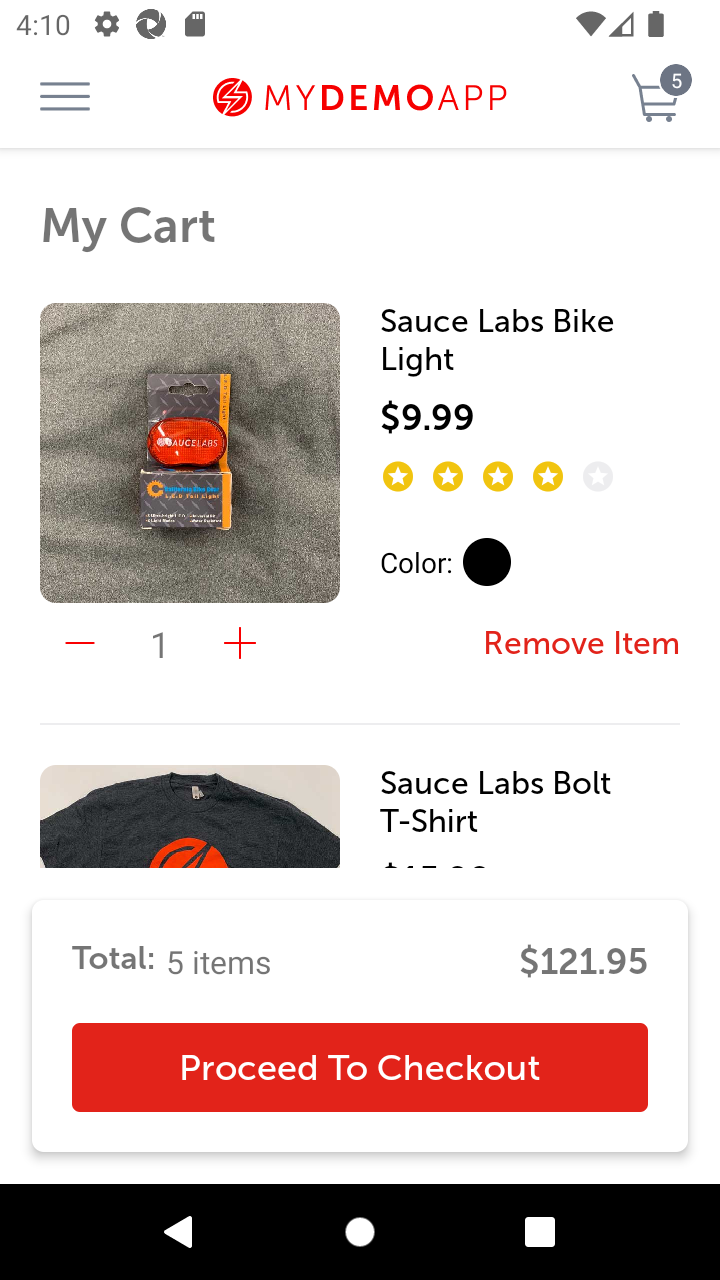 4:10
MYDEMOAPP
5
My Cart
Sauce Labs Bike
Light
$9.99
SAUCELABS
Color:
1
Remove Item
Sauce Labs Bolt
T-Shirt
Total: 5 items
$121.95
Proceed To Checkout